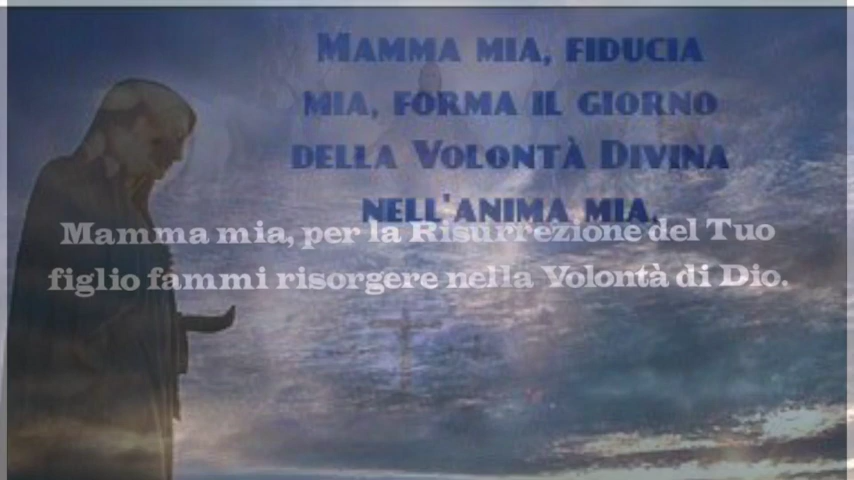 Mamma mia, fiducia
mia, forma il giorno
della Volontà Divina
nell'anima mia.
Mamma mia, per la Risurrezione del Tuo
figlio fammi risorgere nella Volontà di Dio.